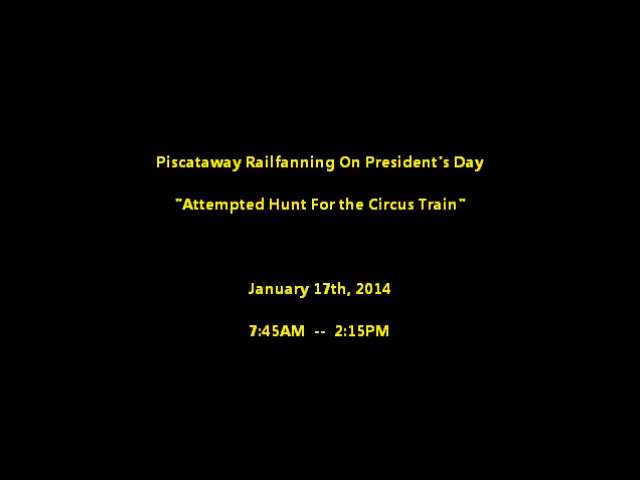 Piscataway Railfanning On President's Day
"Attempted Hunt For the Circus Train"
January 17th, 2014
7:45AM -- 2:15PM